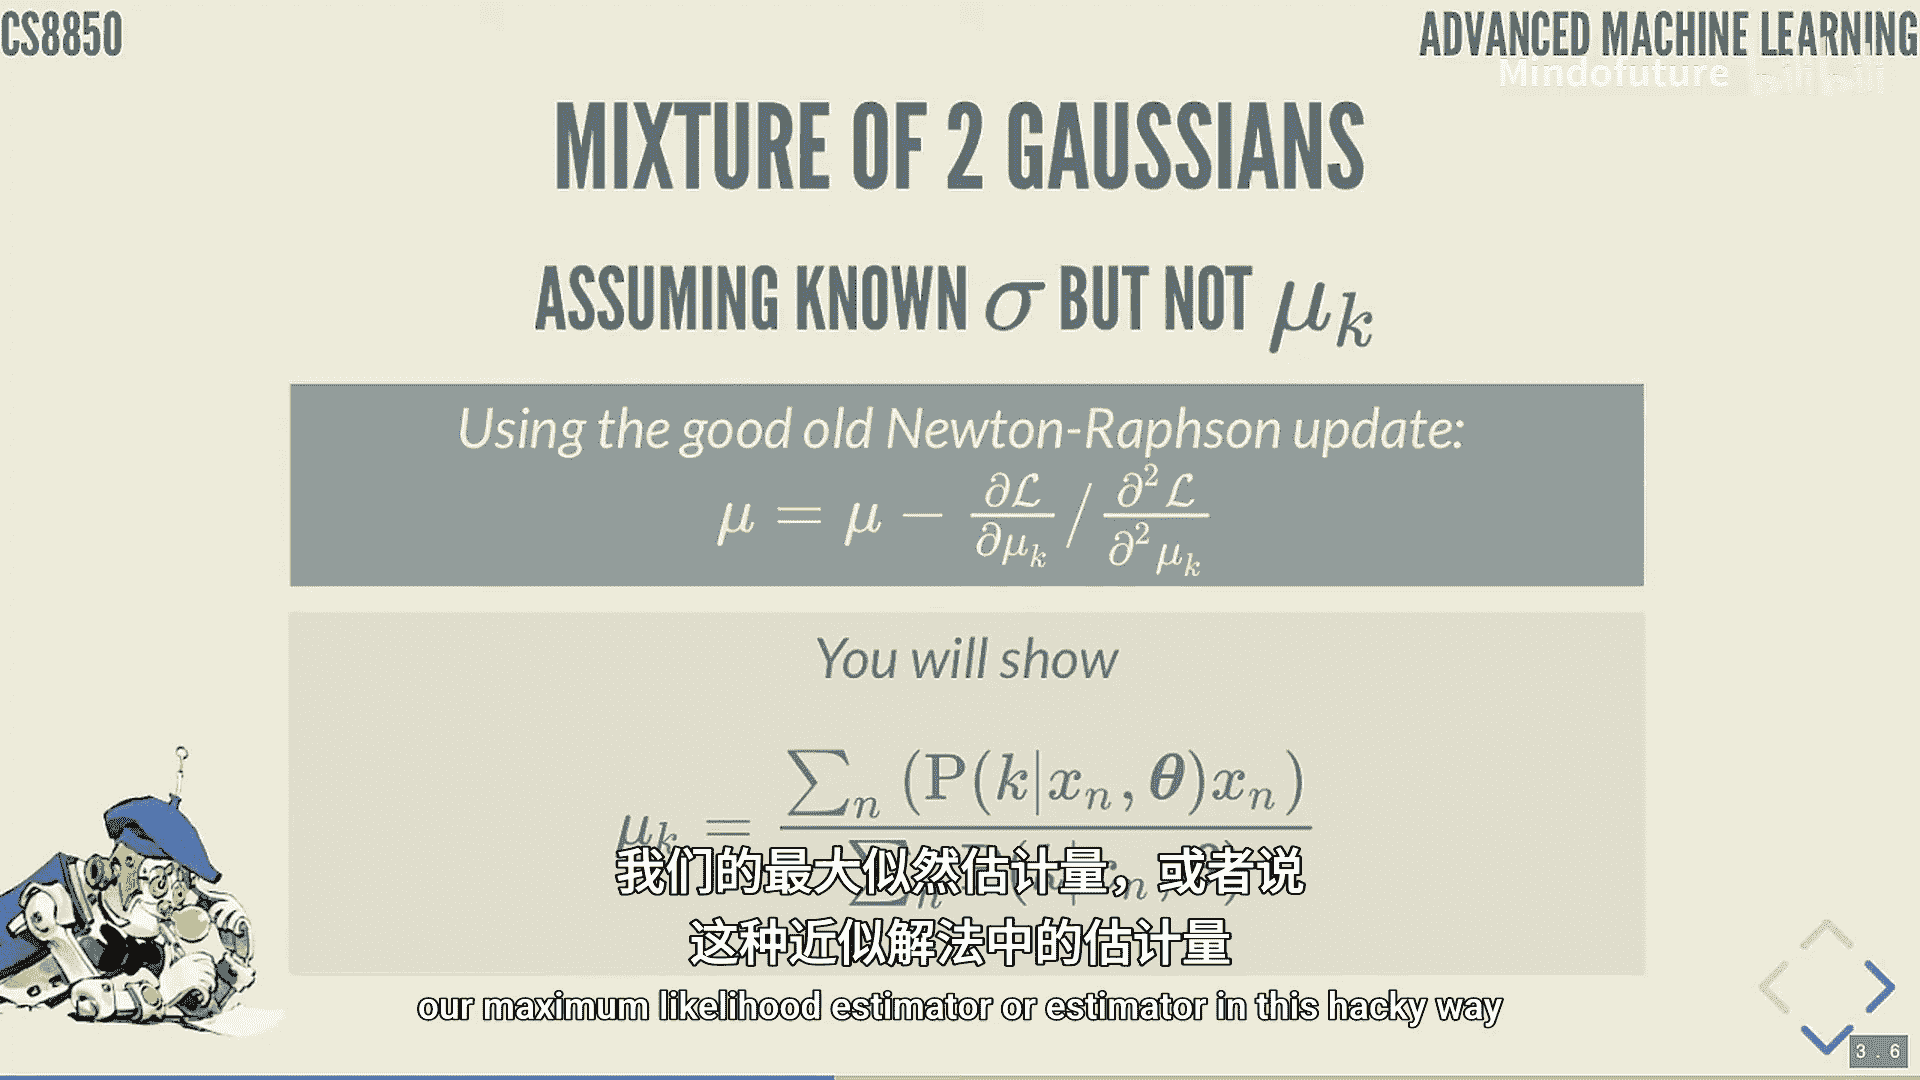 CS8850
ADVANCED MACHINE LEARNING
Mindofuture bilibili
MIXTURE OF 2 GAUSSIANS
ASSUMING KNOWN σ BUT NOT μ_k
Using the good old Newton-Raphson update:
μ = μ − ∂ℒ/∂μ_k / ∂²ℒ/∂²μ_k
You will show
μ_k = ∑_n (P(k|x_n, θ)x_n)
我们的最大似然估计量，或者说
这种近似解法中的估计量
our maximum likelihood estimator or estimator in this hacky way
3.6